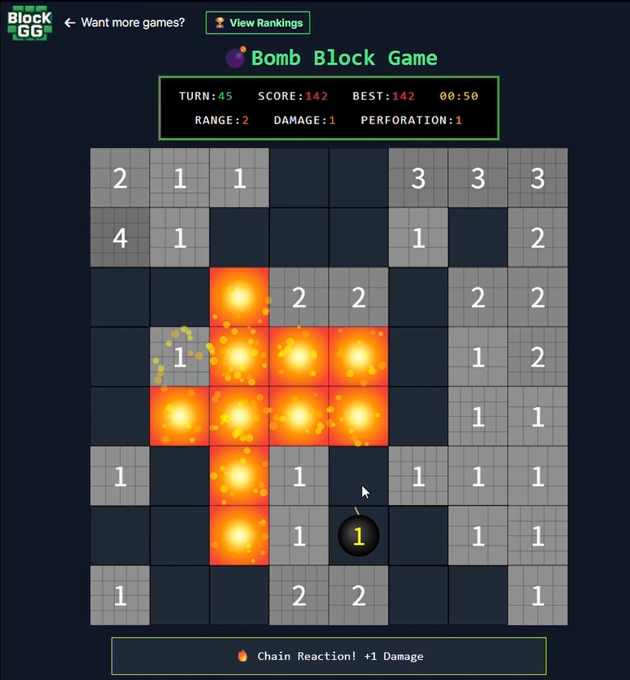 Block
GG
← Want more games?
🏆 View Rankings
💣 Bomb Block Game
TURN:45 SCORE:142 BEST:142 00:50
RANGE:2 DAMAGE:1 PERFORATION:1
2 1 1 3 3 3
4 1 1 2
2 2 2 2
1 1 2
1 1
1 1 1 1 1
1 1 1 1
1 2 2 1
🔥 Chain Reaction! +1 Damage